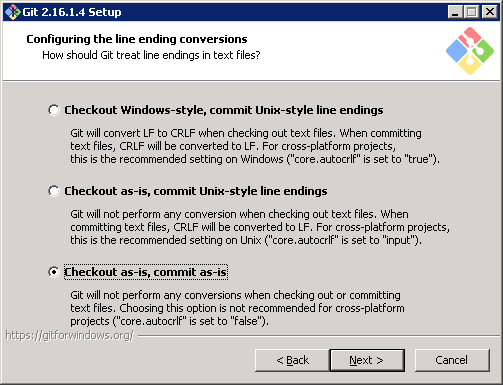 Git 2.16.1.4 Setup
Configuring the line ending conversions
How should Git treat line endings in text files?
Checkout Windows-style, commit Unix-style line endings
Git will convert LF to CRLF when checking out text files. When committing
text files, CRLF will be converted to LF. For cross-platform projects,
this is the recommended setting on Windows ("core.autocrlf" is set to "true").
Checkout as-is, commit Unix-style line endings
Git will not perform any conversion when checking out text files. When
committing text files, CRLF will be converted to LF. For cross-platform projects,
this is the recommended setting on Unix ("core.autocrlf" is set to "input").
Checkout as-is, commit as-is
Git will not perform any conversions when checking out or committing
text files. Choosing this option is not recommended for cross-platform
projects ("core.autocrlf" is set to "false").
https://gitforwindows.org/
< Back
Next >
Cancel